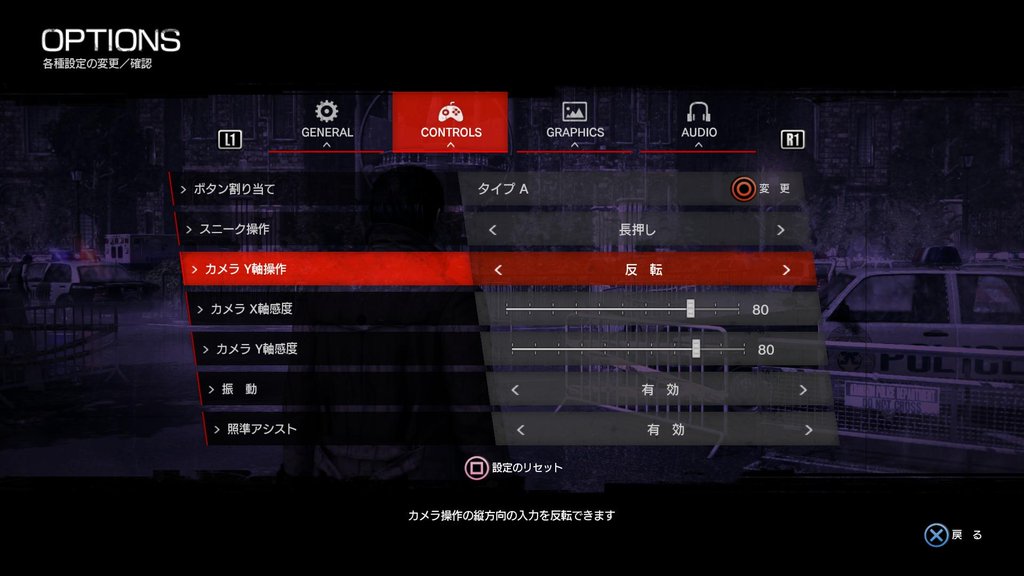 OPTIONS
各種設定の変更／確認
L1
GENERAL
CONTROLS
GRAPHICS
AUDIO
R1
ボタン割り当て
タイプ A
変 更
スニーク操作
長押し
カメラ Y軸操作
反 転
カメラ X軸感度
80
カメラ Y軸感度
80
振 動
有 効
照準アシスト
有 効
POLICE
設定のリセット
カメラ操作の縦方向の入力を反転できます
戻 る